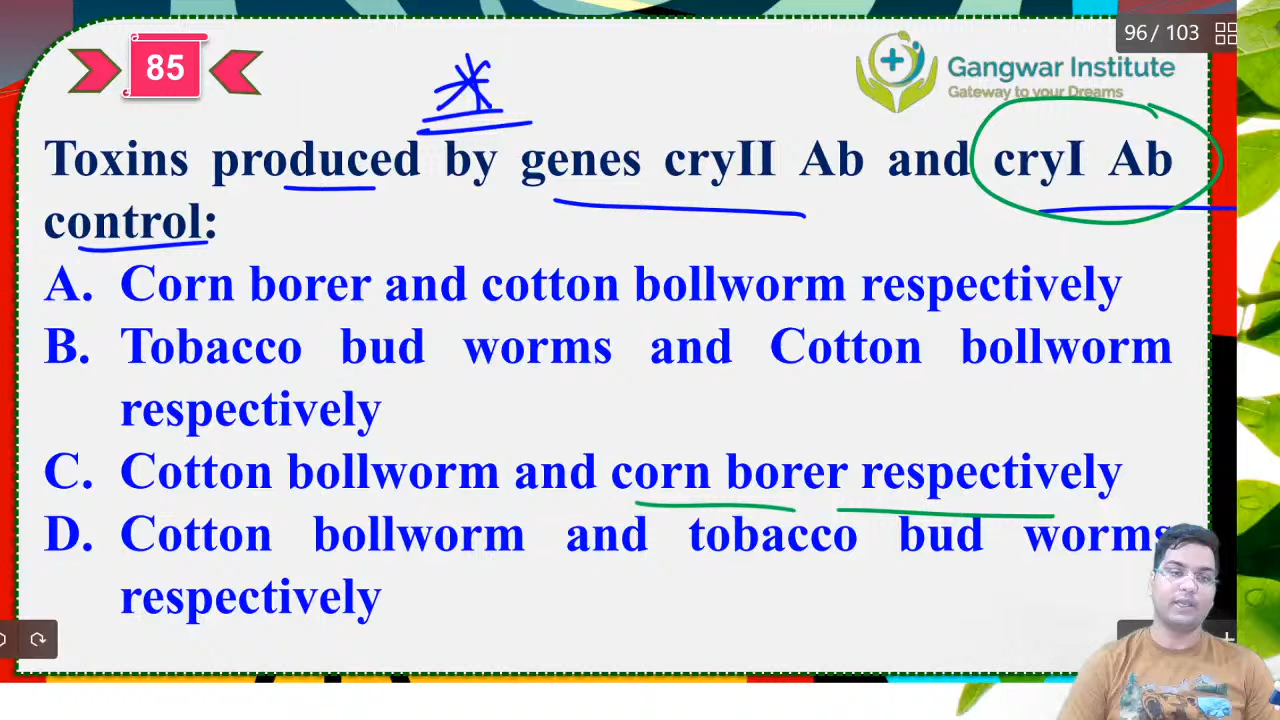 96 / 103
85
Gangwar Institute
Gateway to your Dreams
Toxins produced by genes cryII Ab and cryI Ab
control:
A. Corn borer and cotton bollworm respectively
B. Tobacco bud worms and Cotton bollworm
respectively
C. Cotton bollworm and corn borer respectively
D. Cotton bollworm and tobacco bud worms
respectively